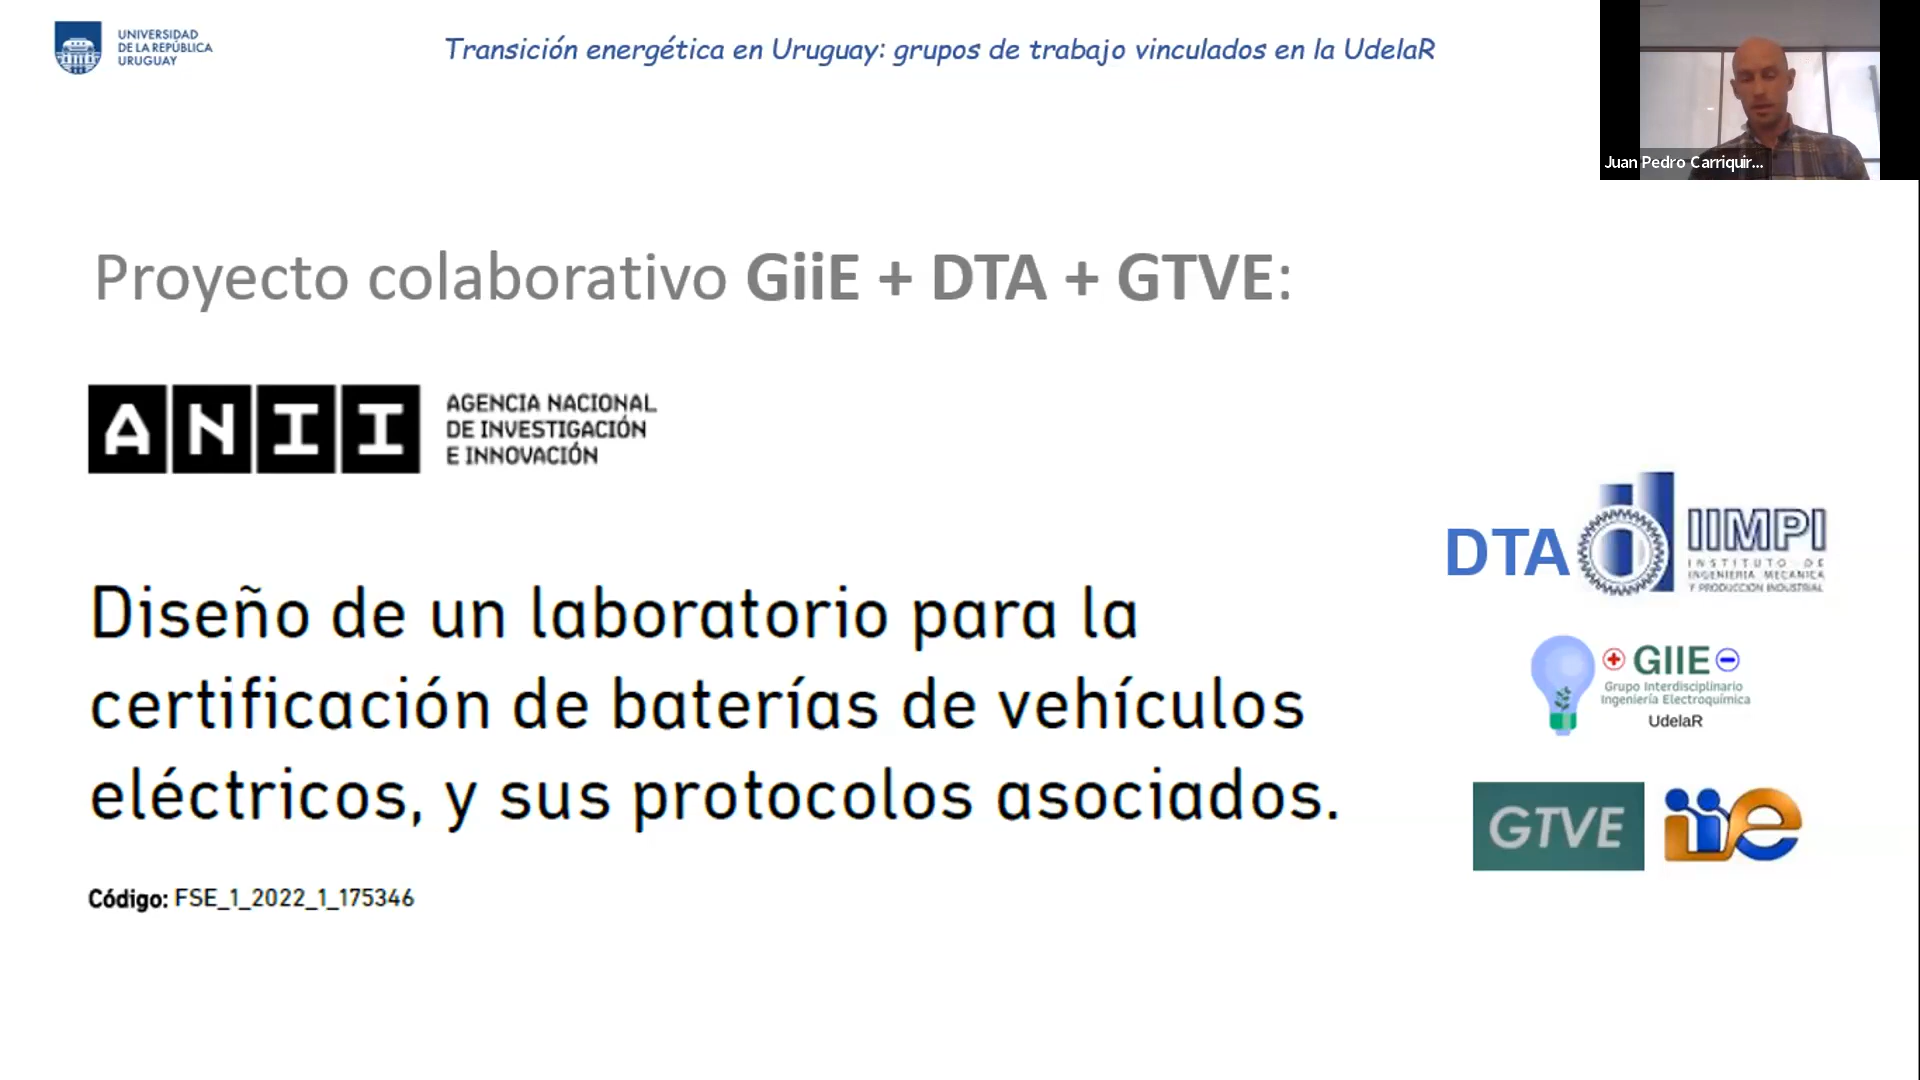 UNIVERSIDAD
DE LA REPÚBLICA
URUGUAY
Transición energética en Uruguay: grupos de trabajo vinculados en la UdelaR
Juan Pedro Carriquir...
Proyecto colaborativo GiiE + DTA + GTVE:
ANII
AGENCIA NACIONAL
DE INVESTIGACIÓN
E INNOVACIÓN
DTA
IIMPI
INSTITUTO DE
INGENIERIA MECANICA
Y PRODUCCIÓN INDUSTRIAL
Diseño de un laboratorio para la
certificación de baterías de vehículos
eléctricos, y sus protocolos asociados.
GIIE
Grupo Interdisciplinario
Ingeniería Electroquímica
UdelaR
GTVE
iie
Código: FSE_1_2022_1_175346